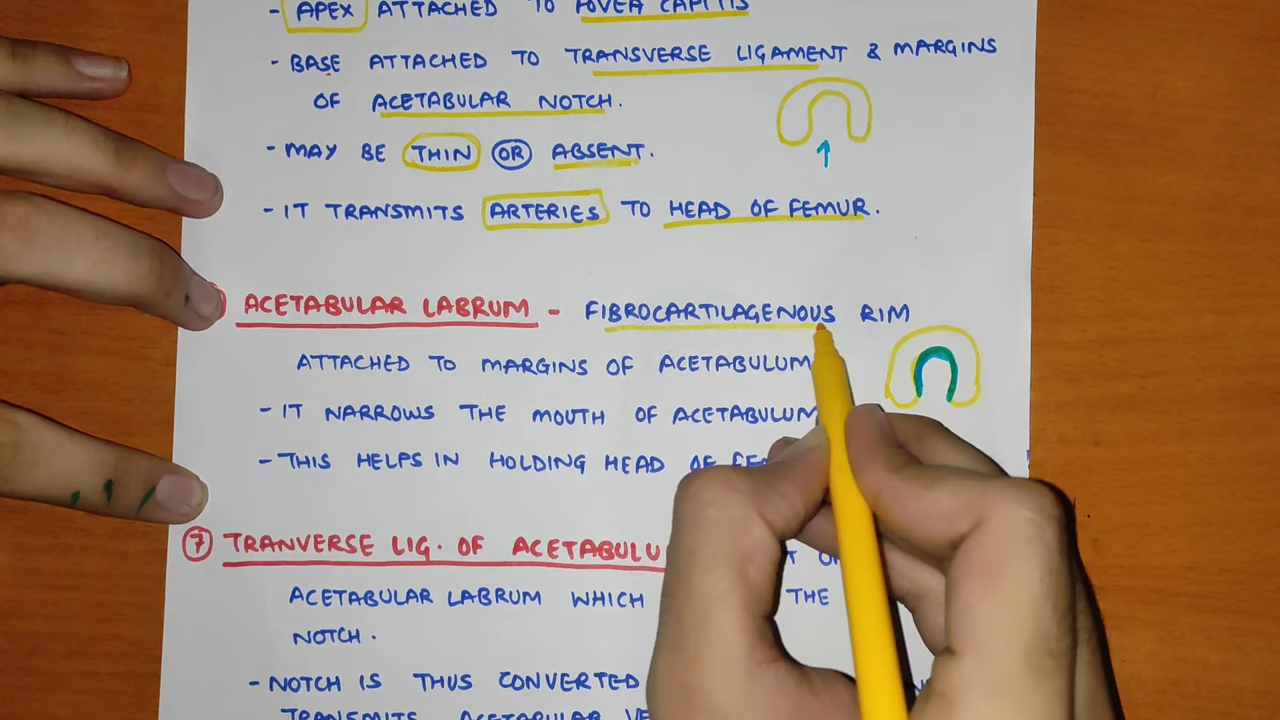 - APEX ATTACHED TO FOVEA CAPITIS
- BASE ATTACHED TO TRANSVERSE LIGAMENT & MARGINS
OF ACETABULAR NOTCH.
- MAY BE THIN OR ABSENT.
- IT TRANSMITS ARTERIES TO HEAD OF FEMUR.
ACETABULAR LABRUM - FIBROCARTILAGENOUS RIM
ATTACHED TO MARGINS OF ACETABULUM
- IT NARROWS THE MOUTH OF ACETABULUM
- THIS HELPS IN HOLDING HEAD OF
7 TRANVERSE LIG. OF ACETABULU
ACETABULAR LABRUM WHICH THE
NOTCH.
- NOTCH IS THUS CONVERTED
TRANSMITS ACETABULAR